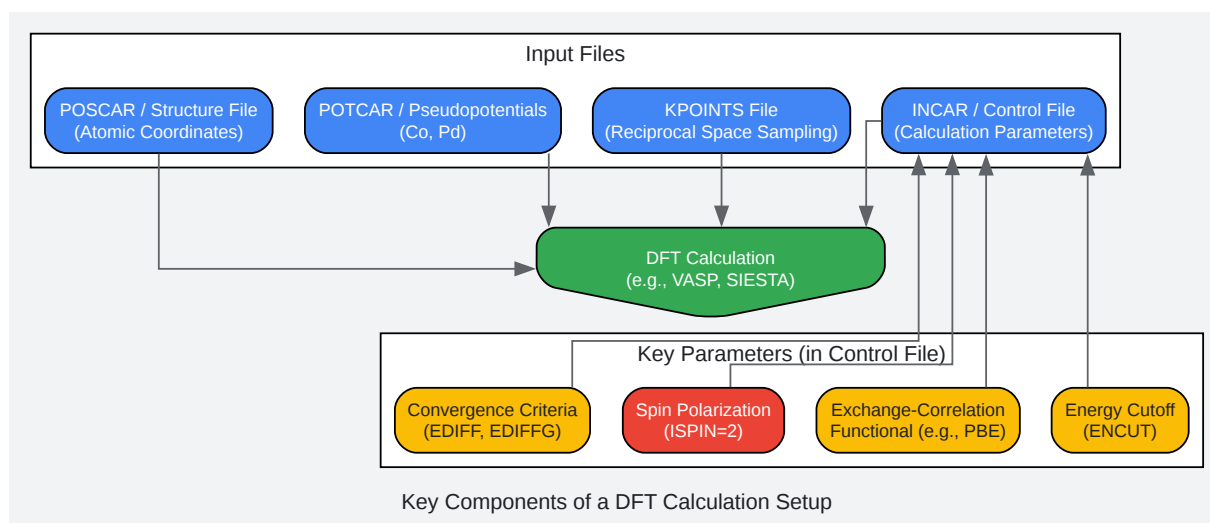 Input Files
POSCAR / Structure File
(Atomic Coordinates)
POTCAR / Pseudopotentials
(Co, Pd)
KPOINTS File
(Reciprocal Space Sampling)
INCAR / Control File
(Calculation Parameters)
DFT Calculation
(e.g., VASP, SIESTA)
Key Parameters (in Control File)
Convergence Criteria
(EDIFF, EDIFFG)
Spin Polarization
(ISPIN=2)
Exchange-Correlation
Functional (e.g., PBE)
Energy Cutoff
(ENCUT)
Key Components of a DFT Calculation Setup